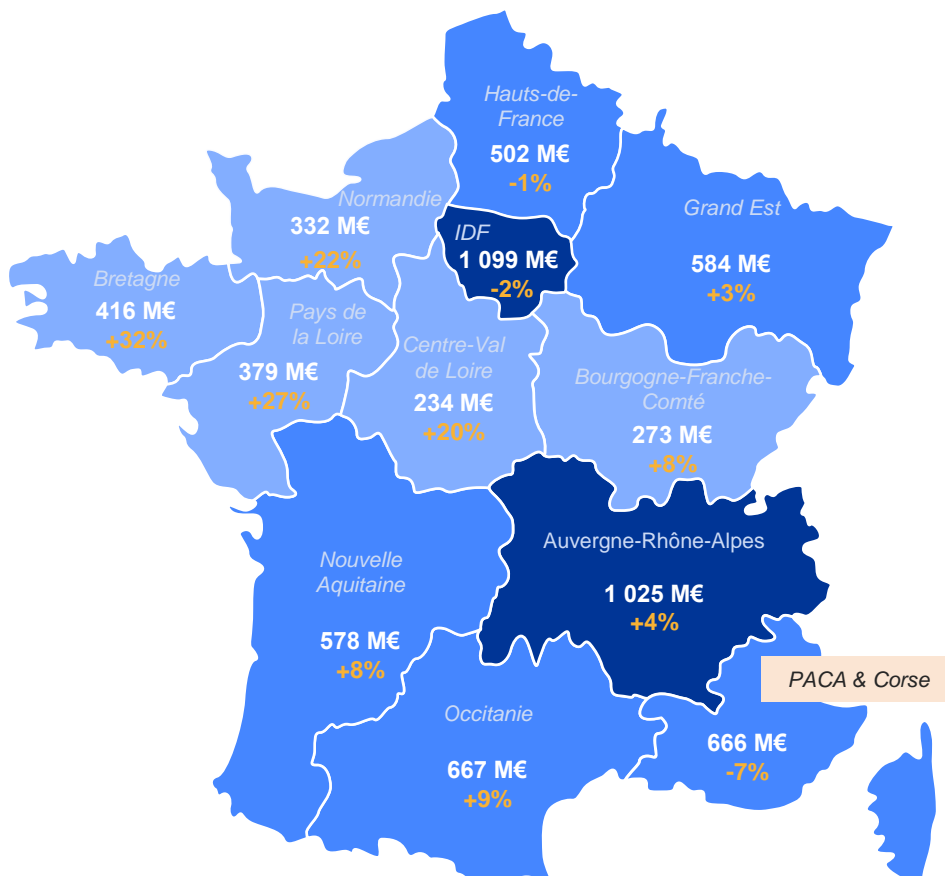 Hauts-de-
France
502 M€
-1%
Normandie
332 M€
+22%
IDF
1 099 M€
-2%
Grand Est
584 M€
+3%
Bretagne
416 M€
+32%
Pays de
la Loire
379 M€
+27%
Centre-Val
de Loire
234 M€
+20%
Bourgogne-Franche-
Comté
273 M€
+8%
Nouvelle
Aquitaine
578 M€
+8%
Auvergne-Rhône-Alpes
1 025 M€
+4%
Occitanie
667 M€
+9%
PACA & Corse
666 M€
-7%